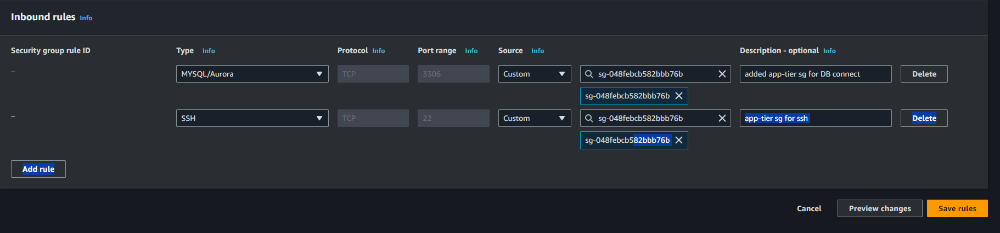 Inbound rules Info
Security group rule ID Type Info Protocol Info Port range Info Source Info Description - optional Info
– MYSQL/Aurora TCP 3306 Custom sg-048febcb582bbb76b added app-tier sg for DB connect Delete
sg-048febcb582bbb76b
– SSH TCP 22 Custom sg-048febcb582bbb76b app-tier sg for ssh Delete
sg-048febcb582bbb76b
Add rule
Cancel Preview changes Save rules